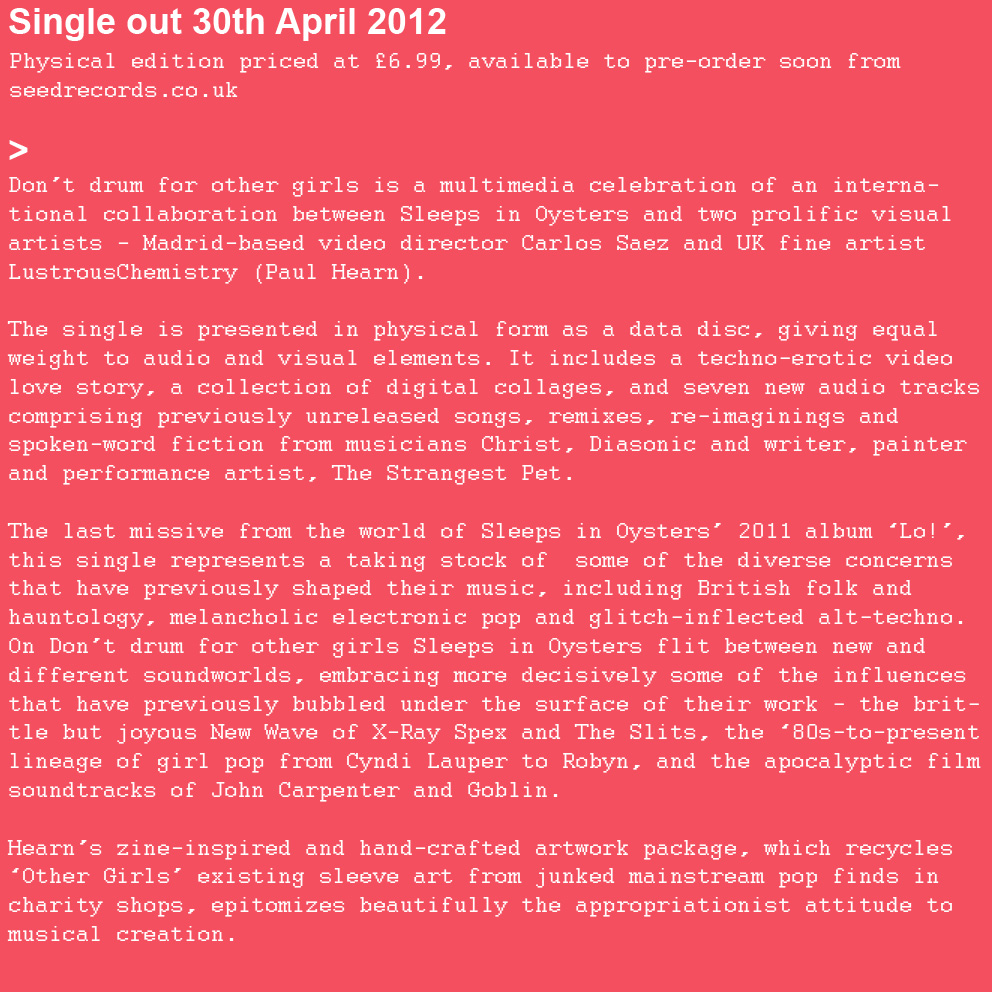 Single out 30th April 2012
Physical edition priced at £6.99, available to pre-order soon from
seedrecords.co.uk
>
Don’t drum for other girls is a multimedia celebration of an interna-
tional collaboration between Sleeps in Oysters and two prolific visual
artists - Madrid-based video director Carlos Saez and UK fine artist
LustrousChemistry (Paul Hearn).
The single is presented in physical form as a data disc, giving equal
weight to audio and visual elements. It includes a techno-erotic video
love story, a collection of digital collages, and seven new audio tracks
comprising previously unreleased songs, remixes, re-imaginings and
spoken-word fiction from musicians Christ, Diasonic and writer, painter
and performance artist, The Strangest Pet.
The last missive from the world of Sleeps in Oysters’ 2011 album ‘Lo!’,
this single represents a taking stock of  some of the diverse concerns
that have previously shaped their music, including British folk and
hauntology, melancholic electronic pop and glitch-inflected alt-techno.
On Don’t drum for other girls Sleeps in Oysters flit between new and
different soundworlds, embracing more decisively some of the influences
that have previously bubbled under the surface of their work - the brit-
tle but joyous New Wave of X-Ray Spex and The Slits, the ‘80s-to-present
lineage of girl pop from Cyndi Lauper to Robyn, and the apocalyptic film
soundtracks of John Carpenter and Goblin.
Hearn’s zine-inspired and hand-crafted artwork package, which recycles
‘Other Girls’ existing sleeve art from junked mainstream pop finds in
charity shops, epitomizes beautifully the appropriationist attitude to
musical creation.